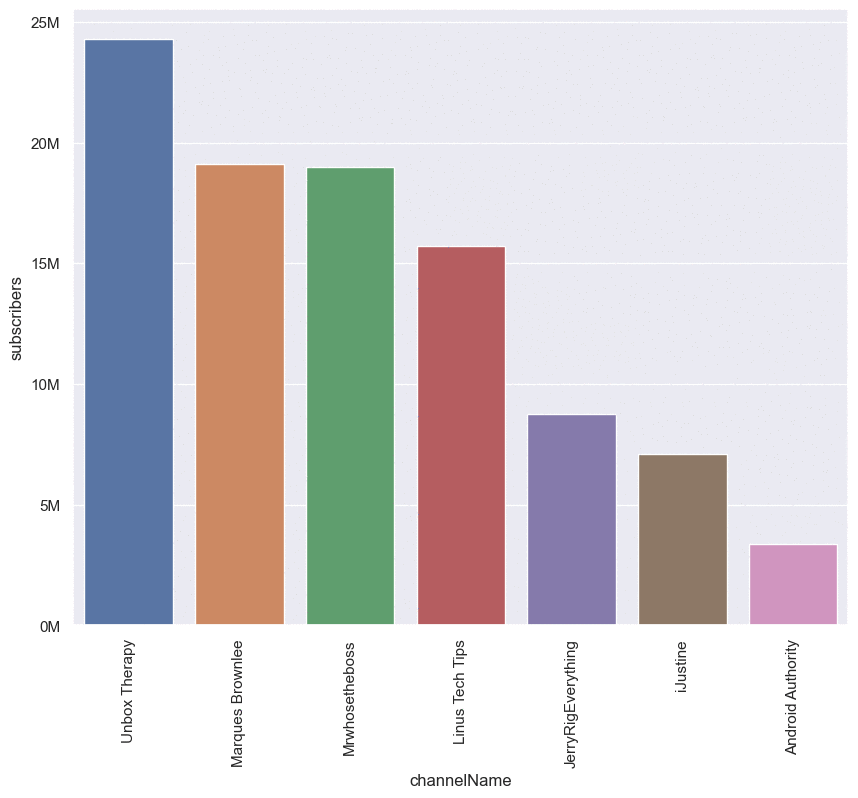 25M
20M
15M
10M
5M
0M
subscribers
Unbox Therapy
Marques Brownlee
Mrwhosetheboss
Linus Tech Tips
JerryRigEverything
iJustine
Android Authority
channelName